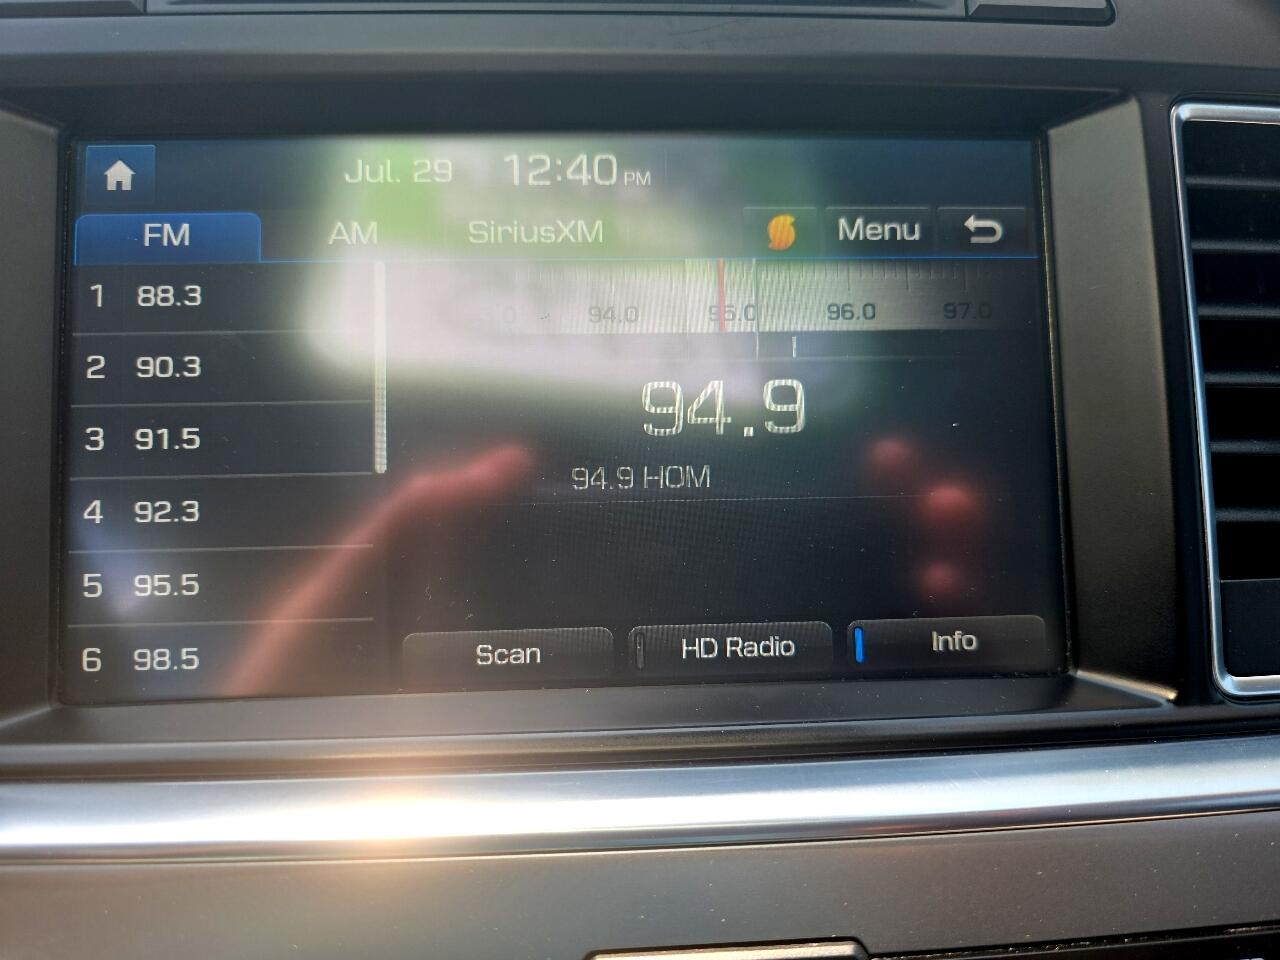 Jul. 29 12:40 PM
FM AM SiriusXM Menu
1 88.3
2 90.3
3 91.5
4 92.3
5 95.5
6 98.5
94.0 95.0 96.0 97.0
94.9
94.9 HOM
Scan HD Radio Info